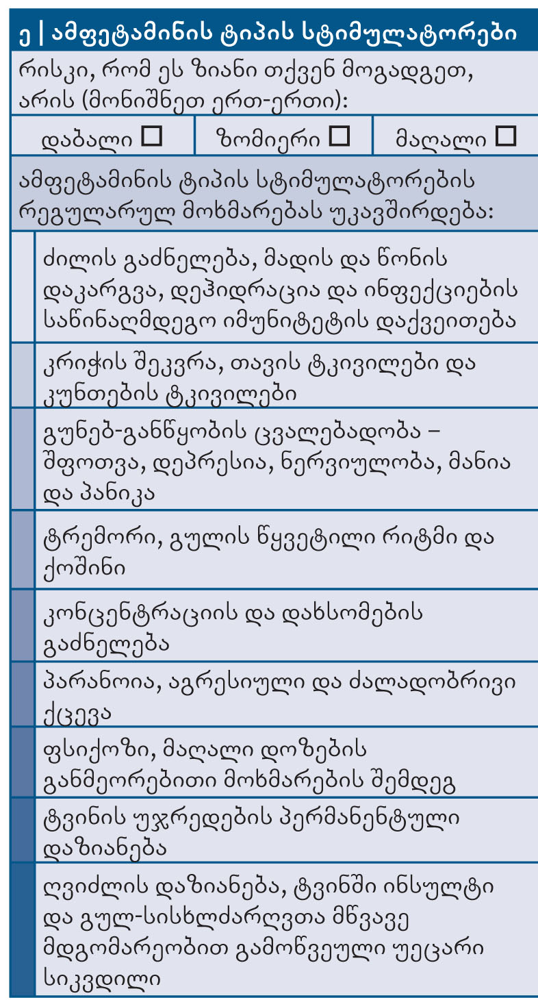 ე | ამფეტამინის ტიპის სტიმულატორები
რისკი, რომ ეს ზიანი თქვენ მოგადგეთ,
არის (მონიშნეთ ერთ-ერთი):
დაბალი ☐ ზომიერი ☐ მაღალი ☐
ამფეტამინის ტიპის სტიმულატორების
რეგულარულ მოხმარებას უკავშირდება:
ძილის გაძნელება, მადის და წონის
დაკარგვა, დეჰიდრაცია და ინფექციების
საწინაღმდეგო იმუნიტეტის დაქვეითება
კრიჭის შეკვრა, თავის ტკივილები და
კუნთების ტკივილები
გუნებ-განწყობის ცვალებადობა –
შფოთვა, დეპრესია, ნერვიულობა, მანია
და პანიკა
ტრემორი, გულის წყვეტილი რიტმი და
ქოშინი
კონცენტრაციის და დახსომების
გაძნელება
პარანოია, აგრესიული და ძალადობრივი
ქცევა
ფსიქოზი, მაღალი დოზების
განმეორებითი მოხმარების შემდეგ
ტვინის უჯრედების პერმანენტული
დაზიანება
ღვიძლის დაზიანება, ტვინში ინსულტი
და გულ-სისხლძარღვთა მწვავე
მდგომარეობით გამოწვეული უეცარი
სიკვდილი